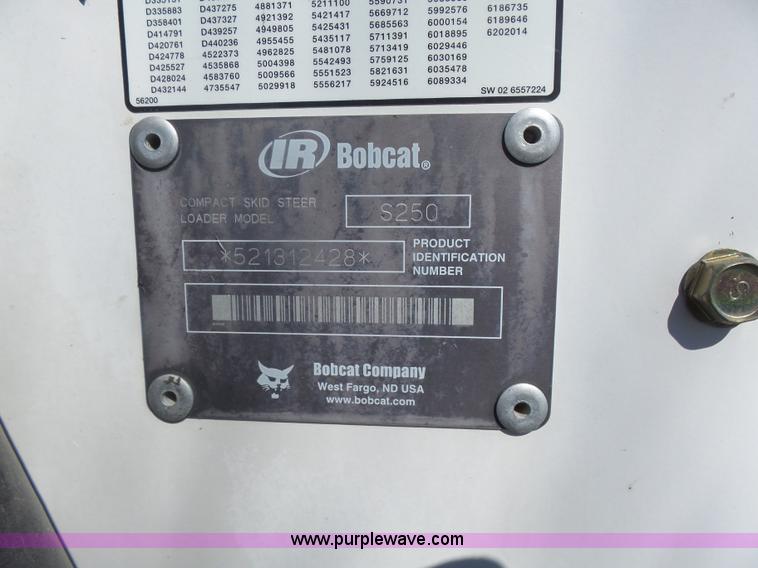 D335883 D437275 4881371 5211100 5992576 6186735
D358401 D437327 4921392 5420997 5669712 6000154 6189646
D414791 D439257 4949805 5425431 5685563 6018895 6202014
D420761 D440236 4955455 5435117 5711391 6029446
D424778 4522373 4962825 5481078 5713419 6030169
D425527 4535868 5004398 5542493 5759125 6035478
D428024 4583760 5009566 5551523 5821631 6089334
D432144 4735547 5029918 5556217 5924516
56200 SW 02 6557224
IR Bobcat®
COMPACT SKID STEER
LOADER MODEL
S250
*521312428*
PRODUCT
IDENTIFICATION
NUMBER
Bobcat Company
West Fargo, ND USA
www.bobcat.com
S
www.purplewave.com